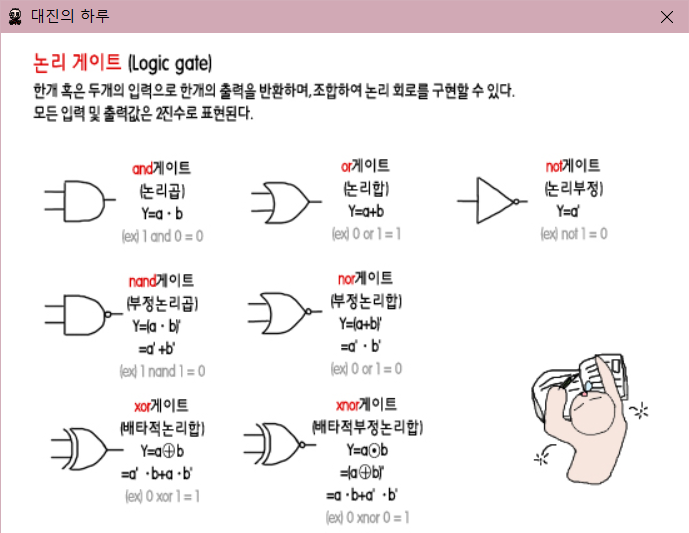 대진의 하루
논리 게이트 (Logic gate)
한개 혹은 두개의 입력으로 한개의 출력을 반환하며, 조합하여 논리 회로를 구현할 수 있다.
모든 입력 및 출력값은 2진수로 표현된다.
and게이트
(논리곱)
Y=a · b
(ex) 1 and 0 = 0
or게이트
(논리합)
Y=a+b
(ex) 0 or 1 = 1
not게이트
(논리부정)
Y=a'
(ex) not 1 = 0
nand게이트
(부정논리곱)
Y=(a · b)'
=a' +b'
(ex) 1 nand 1 = 0
nor게이트
(부정논리합)
Y=(a+b)'
=a' · b'
(ex) 0 or 1 = 0
xor게이트
(배타적논리합)
Y=a⊕b
=a' ·b+a ·b'
(ex) 0 xor 1 = 1
xnor게이트
(배타적부정논리합)
Y=a⊙b
=(a⊕b)'
=a ·b+a' ·b'
(ex) 0 xnor 0 = 1